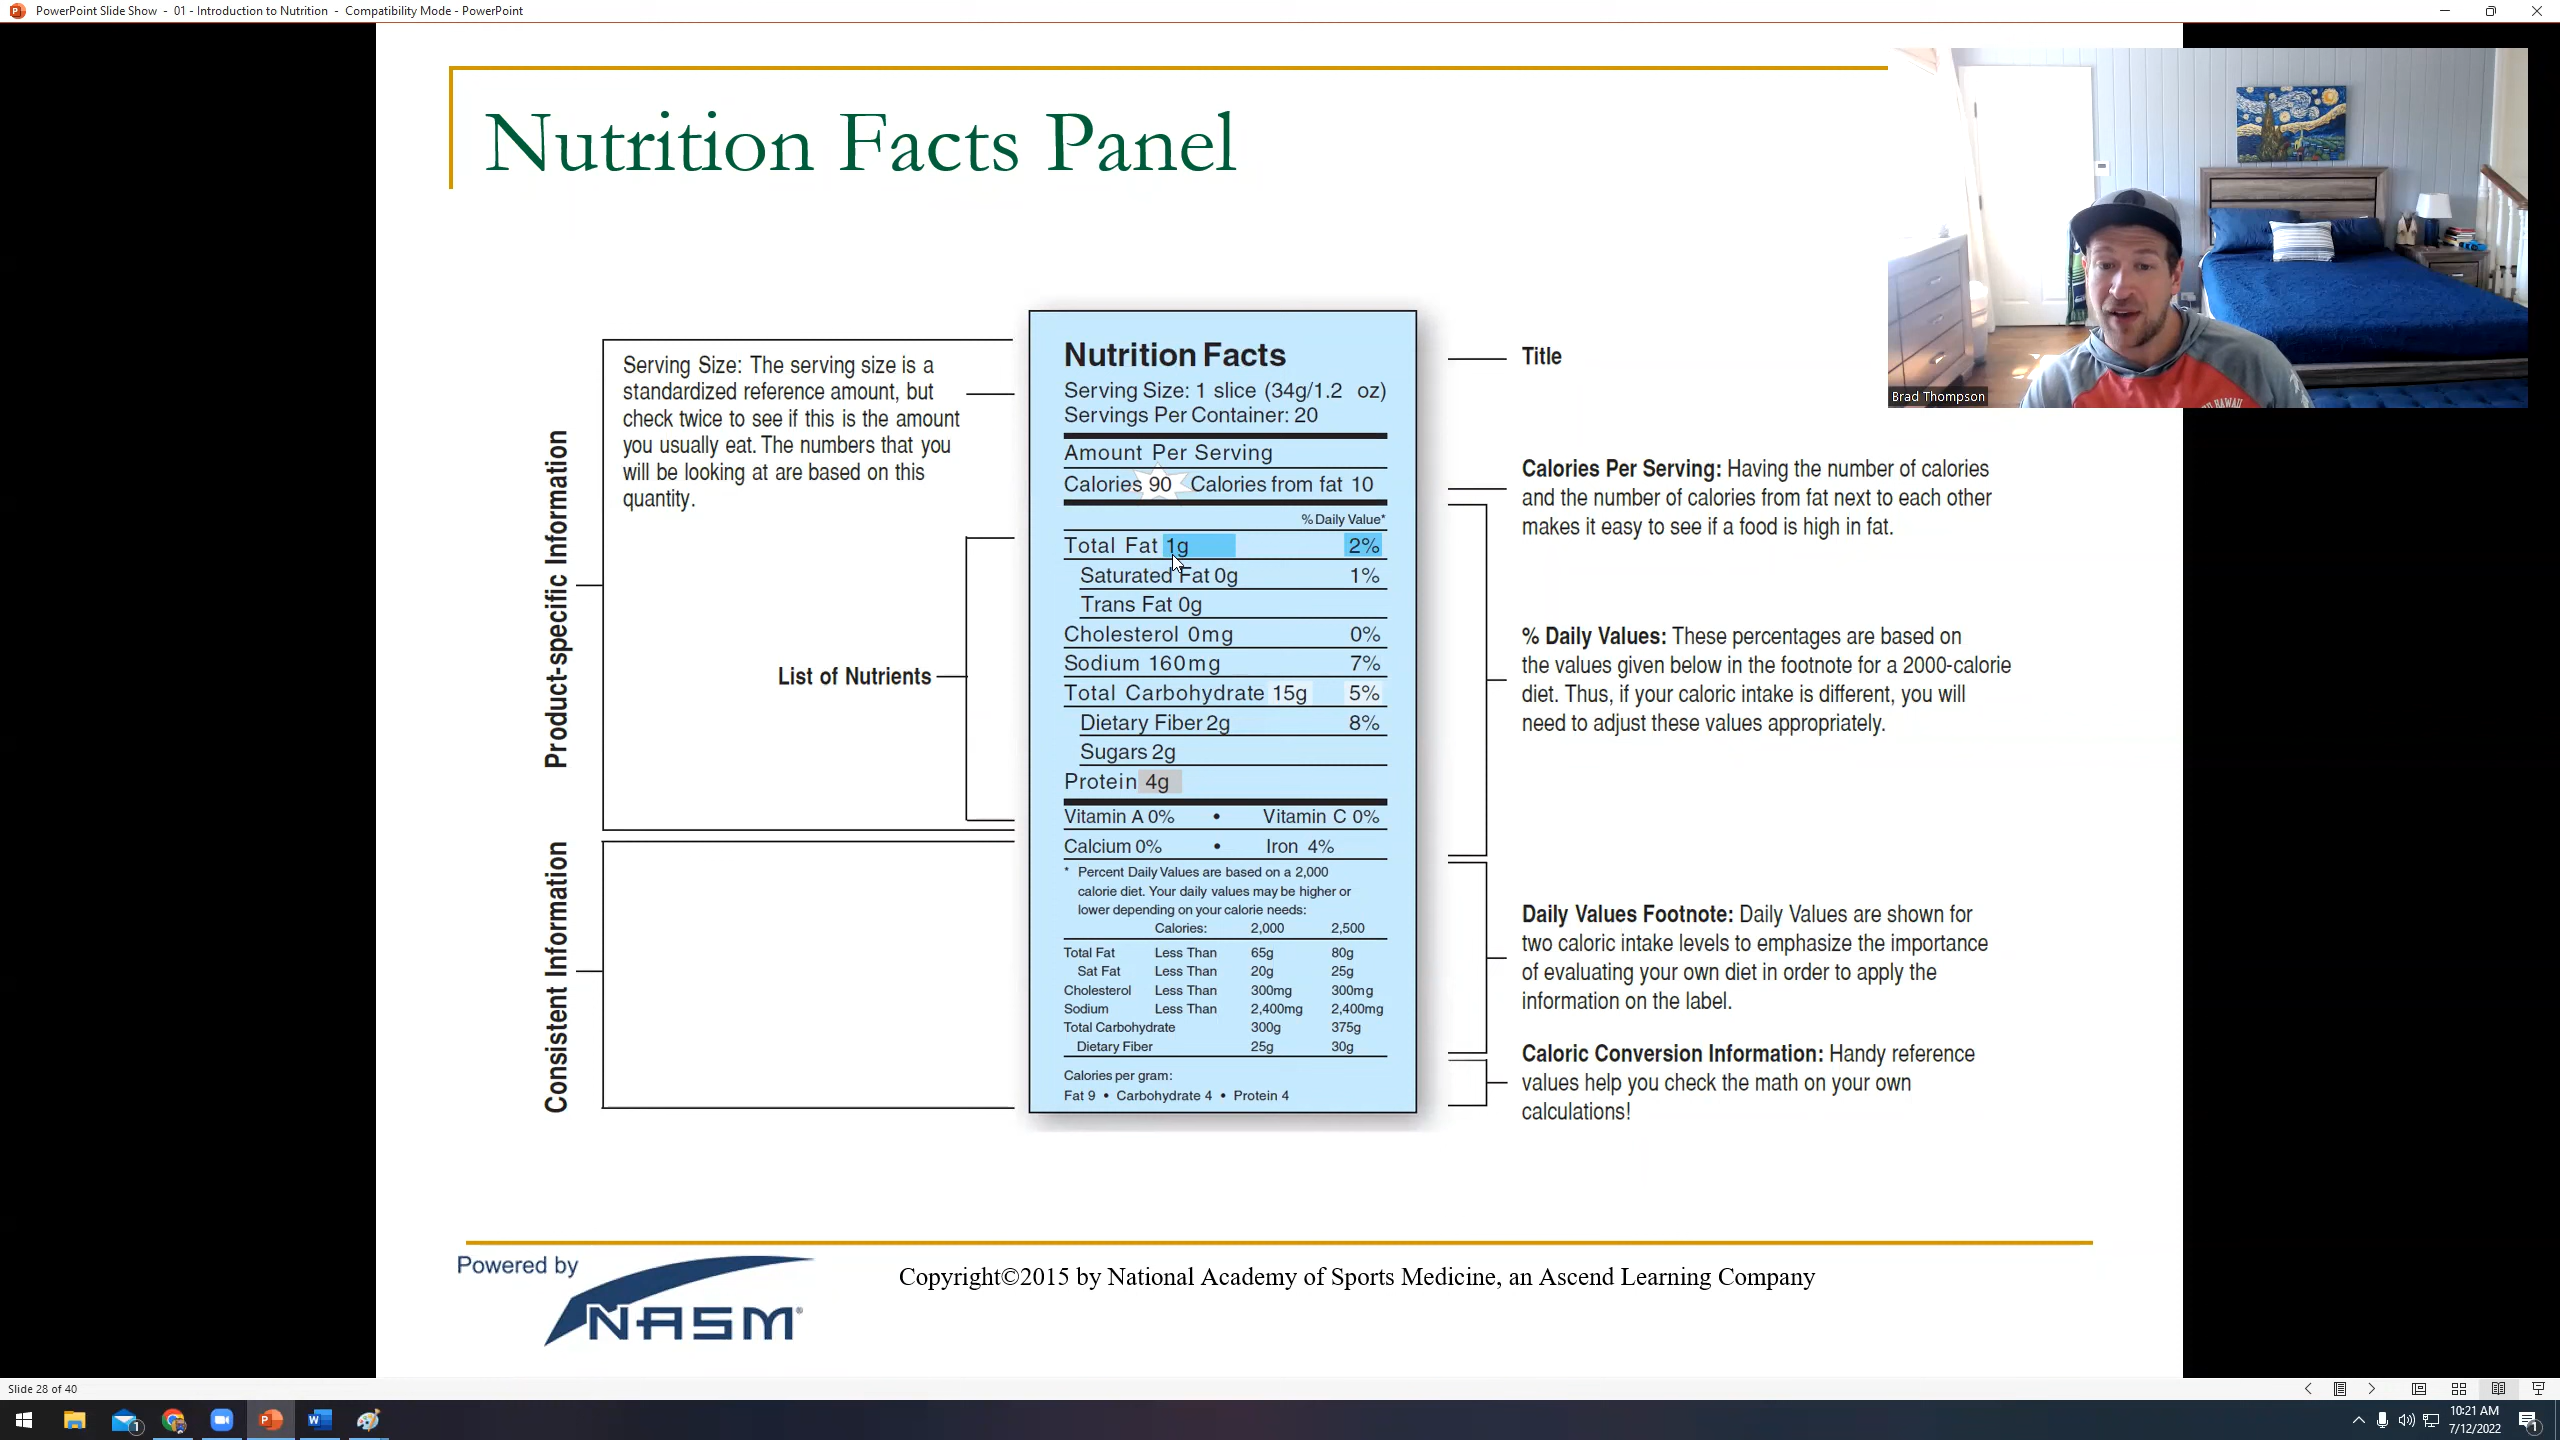 PowerPoint Slide Show - 01 - Introduction to Nutrition - Compatibility Mode - PowerPoint
Nutrition Facts Panel
Brad Thompson
Product-specific Information
Serving Size: The serving size is a
standardized reference amount, but
check twice to see if this is the amount
you usually eat. The numbers that you
will be looking at are based on this
quantity.
List of Nutrients
Consistent Information
Nutrition Facts
Serving Size: 1 slice (34g/1.2 oz)
Servings Per Container: 20
Amount Per Serving
Calories 90 Calories from fat 10
% Daily Value*
Total Fat 1g 2%
Saturated Fat 0g 1%
Trans Fat 0g
Cholesterol 0mg 0%
Sodium 160mg 7%
Total Carbohydrate 15g 5%
Dietary Fiber 2g 8%
Sugars 2g
Protein 4g
Vitamin A 0% • Vitamin C 0%
Calcium 0% • Iron 4%
* Percent Daily Values are based on a 2,000
calorie diet. Your daily values may be higher or
lower depending on your calorie needs:
Calories: 2,000 2,500
Total Fat Less Than 65g 80g
Sat Fat Less Than 20g 25g
Cholesterol Less Than 300mg 300mg
Sodium Less Than 2,400mg 2,400mg
Total Carbohydrate 300g 375g
Dietary Fiber 25g 30g
Calories per gram:
Fat 9 • Carbohydrate 4 • Protein 4
Title
Calories Per Serving: Having the number of calories
and the number of calories from fat next to each other
makes it easy to see if a food is high in fat.
% Daily Values: These percentages are based on
the values given below in the footnote for a 2000-calorie
diet. Thus, if your caloric intake is different, you will
need to adjust these values appropriately.
Daily Values Footnote: Daily Values are shown for
two caloric intake levels to emphasize the importance
of evaluating your own diet in order to apply the
information on the label.
Caloric Conversion Information: Handy reference
values help you check the math on your own
calculations!
Powered by
NASM®
Copyright©2015 by National Academy of Sports Medicine, an Ascend Learning Company
Slide 28 of 40
10:21 AM
7/12/2022